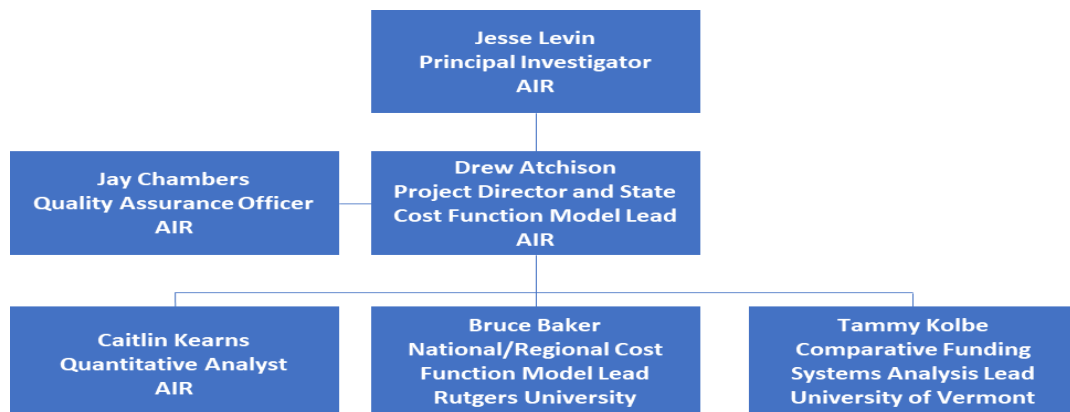 Jesse Levin
Principal Investigator
AIR
Jay Chambers
Quality Assurance Officer
AIR
Drew Atchison
Project Director and State
Cost Function Model Lead
AIR
Caitlin Kearns
Quantitative Analyst
AIR
Bruce Baker
National/Regional Cost
Function Model Lead
Rutgers University
Tammy Kolbe
Comparative Funding
Systems Analysis Lead
University of Vermont